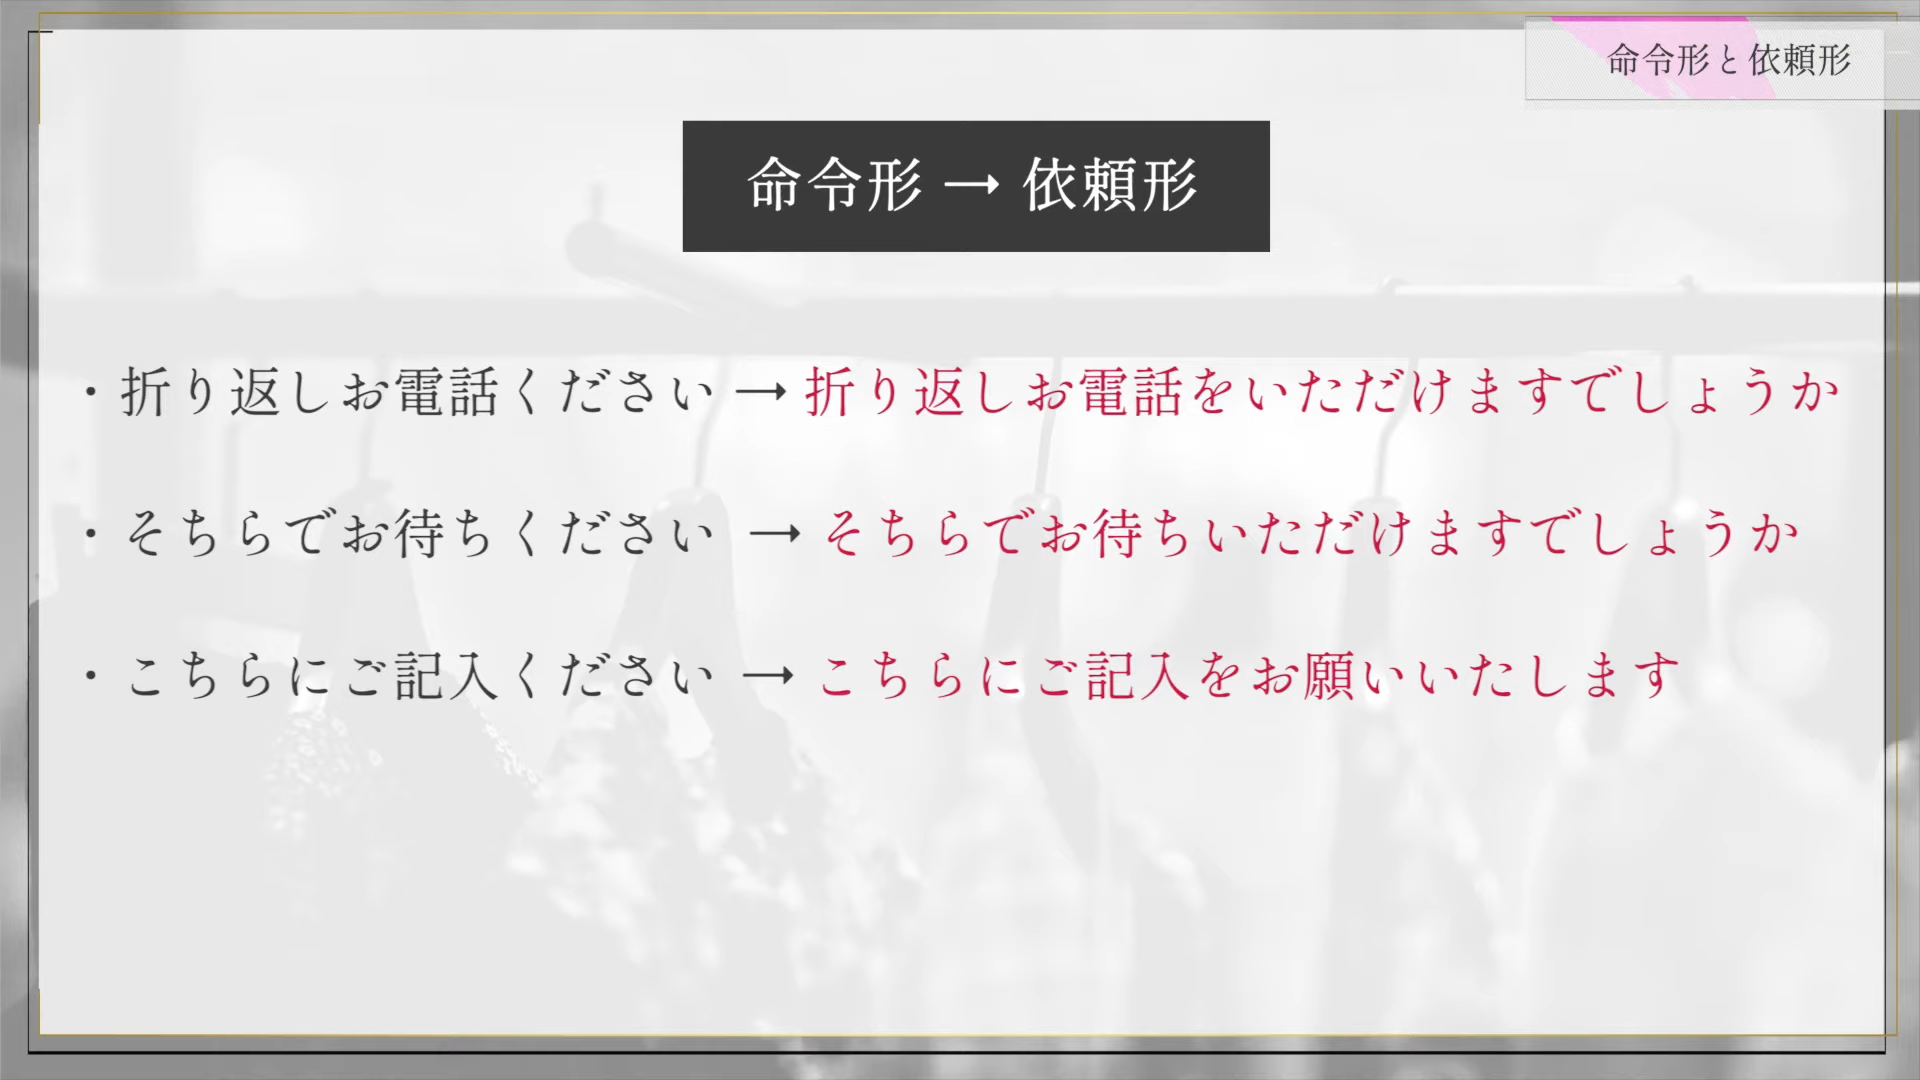 命令形と依頼形
命令形 → 依頼形
・折り返しお電話ください → 折り返しお電話をいただけますでしょうか
・そちらでお待ちください → そちらでお待ちいただけますでしょうか
・こちらにご記入ください → こちらにご記入をお願いいたします